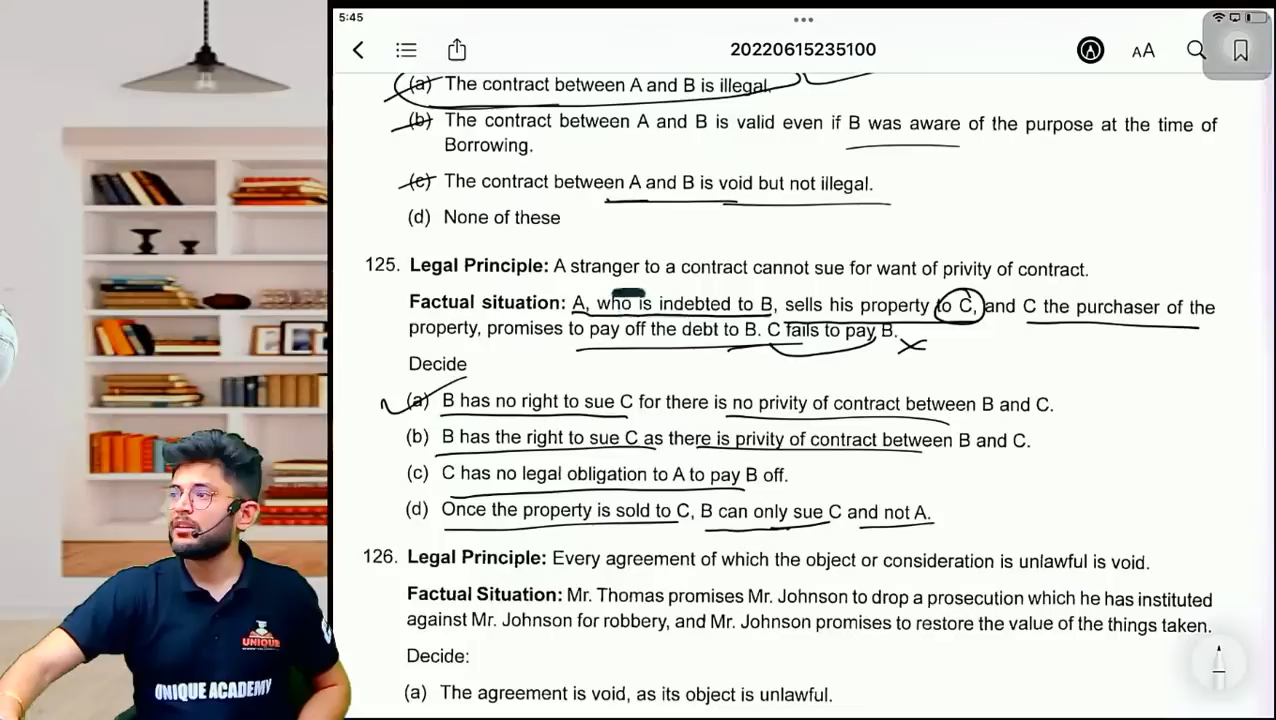 5:45
20220615235100
AA
(a) The contract between A and B is illegal.
(b) The contract between A and B is valid even if B was aware of the purpose at the time of
Borrowing.
(c) The contract between A and B is void but not illegal.
(d) None of these
125. Legal Principle: A stranger to a contract cannot sue for want of privity of contract.
Factual situation: A, who is indebted to B, sells his property to C, and C the purchaser of the
property, promises to pay off the debt to B. C fails to pay B.
Decide
(a) B has no right to sue C for there is no privity of contract between B and C.
(b) B has the right to sue C as there is privity of contract between B and C.
(c) C has no legal obligation to A to pay B off.
(d) Once the property is sold to C, B can only sue C and not A.
126. Legal Principle: Every agreement of which the object or consideration is unlawful is void.
Factual Situation: Mr. Thomas promises Mr. Johnson to drop a prosecution which he has instituted
against Mr. Johnson for robbery, and Mr. Johnson promises to restore the value of the things taken.
Decide:
(a) The agreement is void, as its object is unlawful.
UNIQUE
UNIQUE ACADEMY